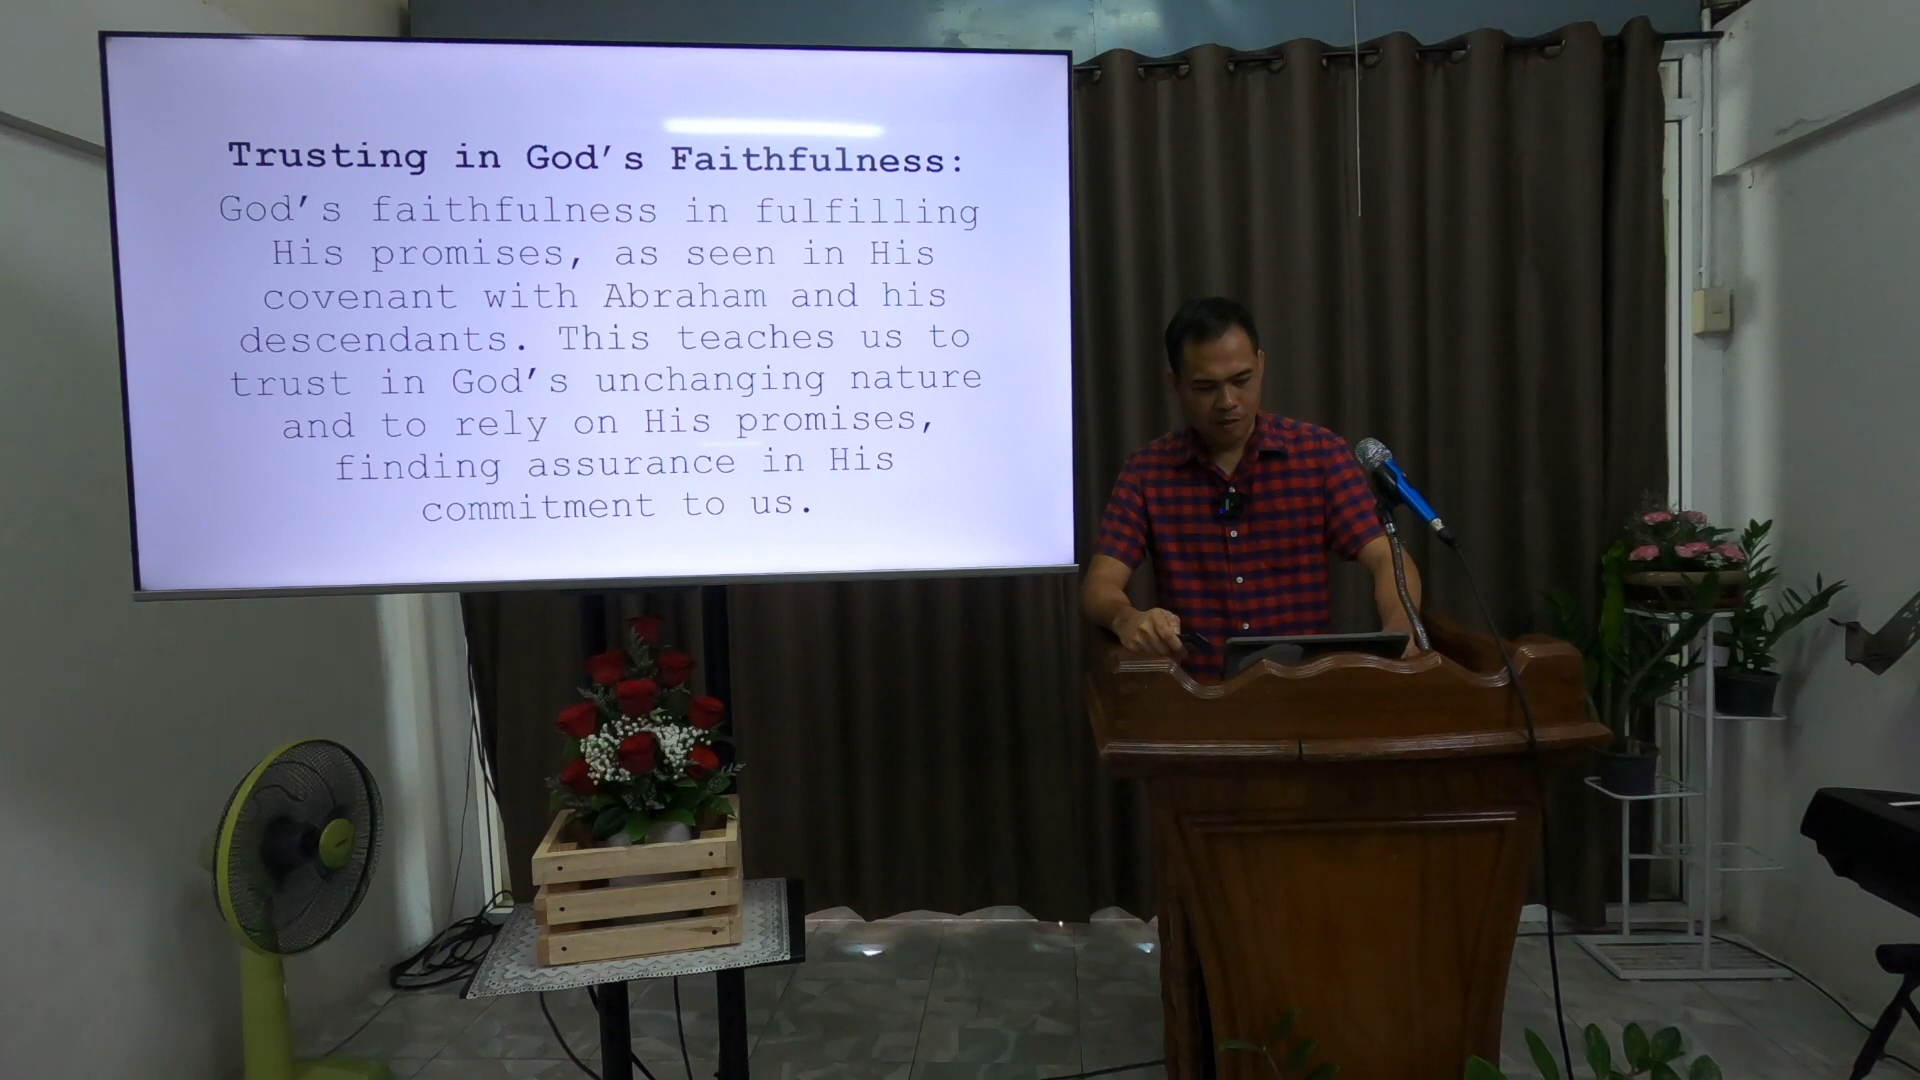 Trusting in God's Faithfulness:
God's faithfulness in fulfilling
His promises, as seen in His
covenant with Abraham and his
descendants. This teaches us to
trust in God's unchanging nature
and to rely on His promises,
finding assurance in His
commitment to us.